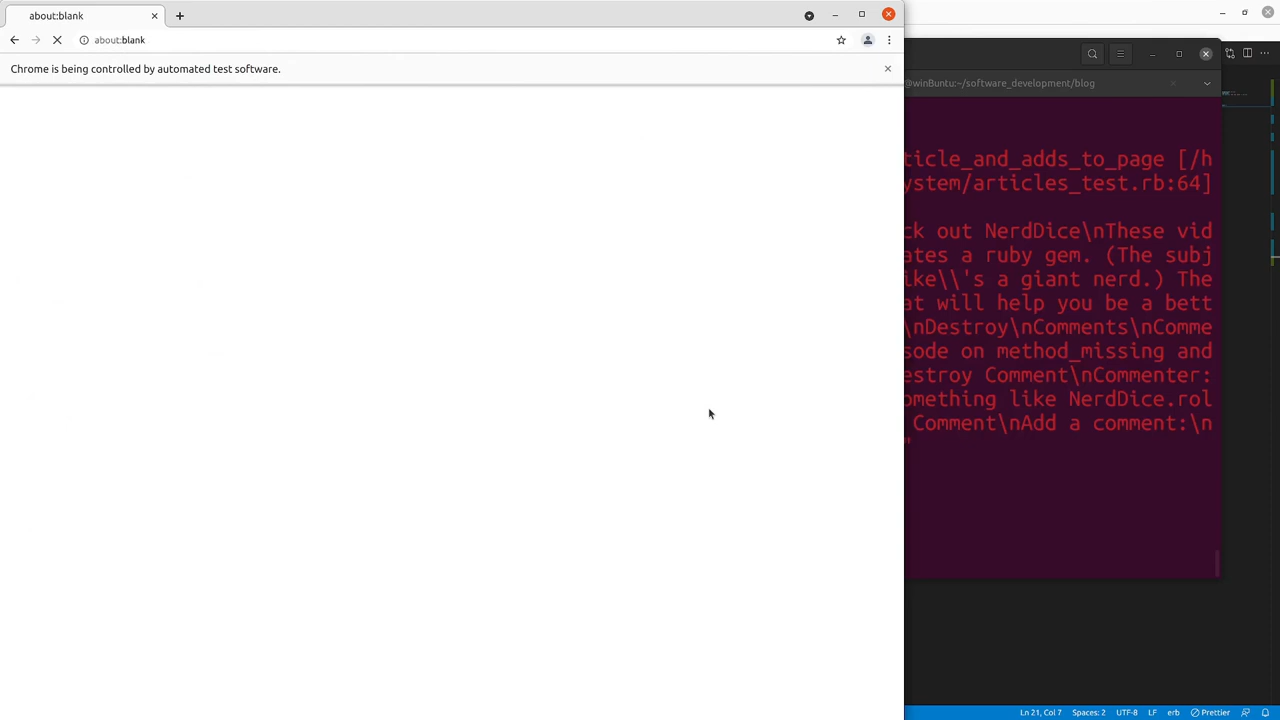 about:blank
about:blank
Chrome is being controlled by automated test software.
@winBuntu:~/software_development/blog
ticle_and_adds_to_page [/h
ystem/articles_test.rb:64]
ck out NerdDice\nThese vid
ates a ruby gem. (The subj
ike\\'s a giant nerd.) The
at will help you be a bett
\nDestroy\nComments\nComme
sode on method_missing and
estroy Comment\nCommenter:
omething like NerdDice.rol
Comment\nAdd a comment:\n
"
Ln 21, Col 7
Spaces: 2
UTF-8
LF
erb
Prettier